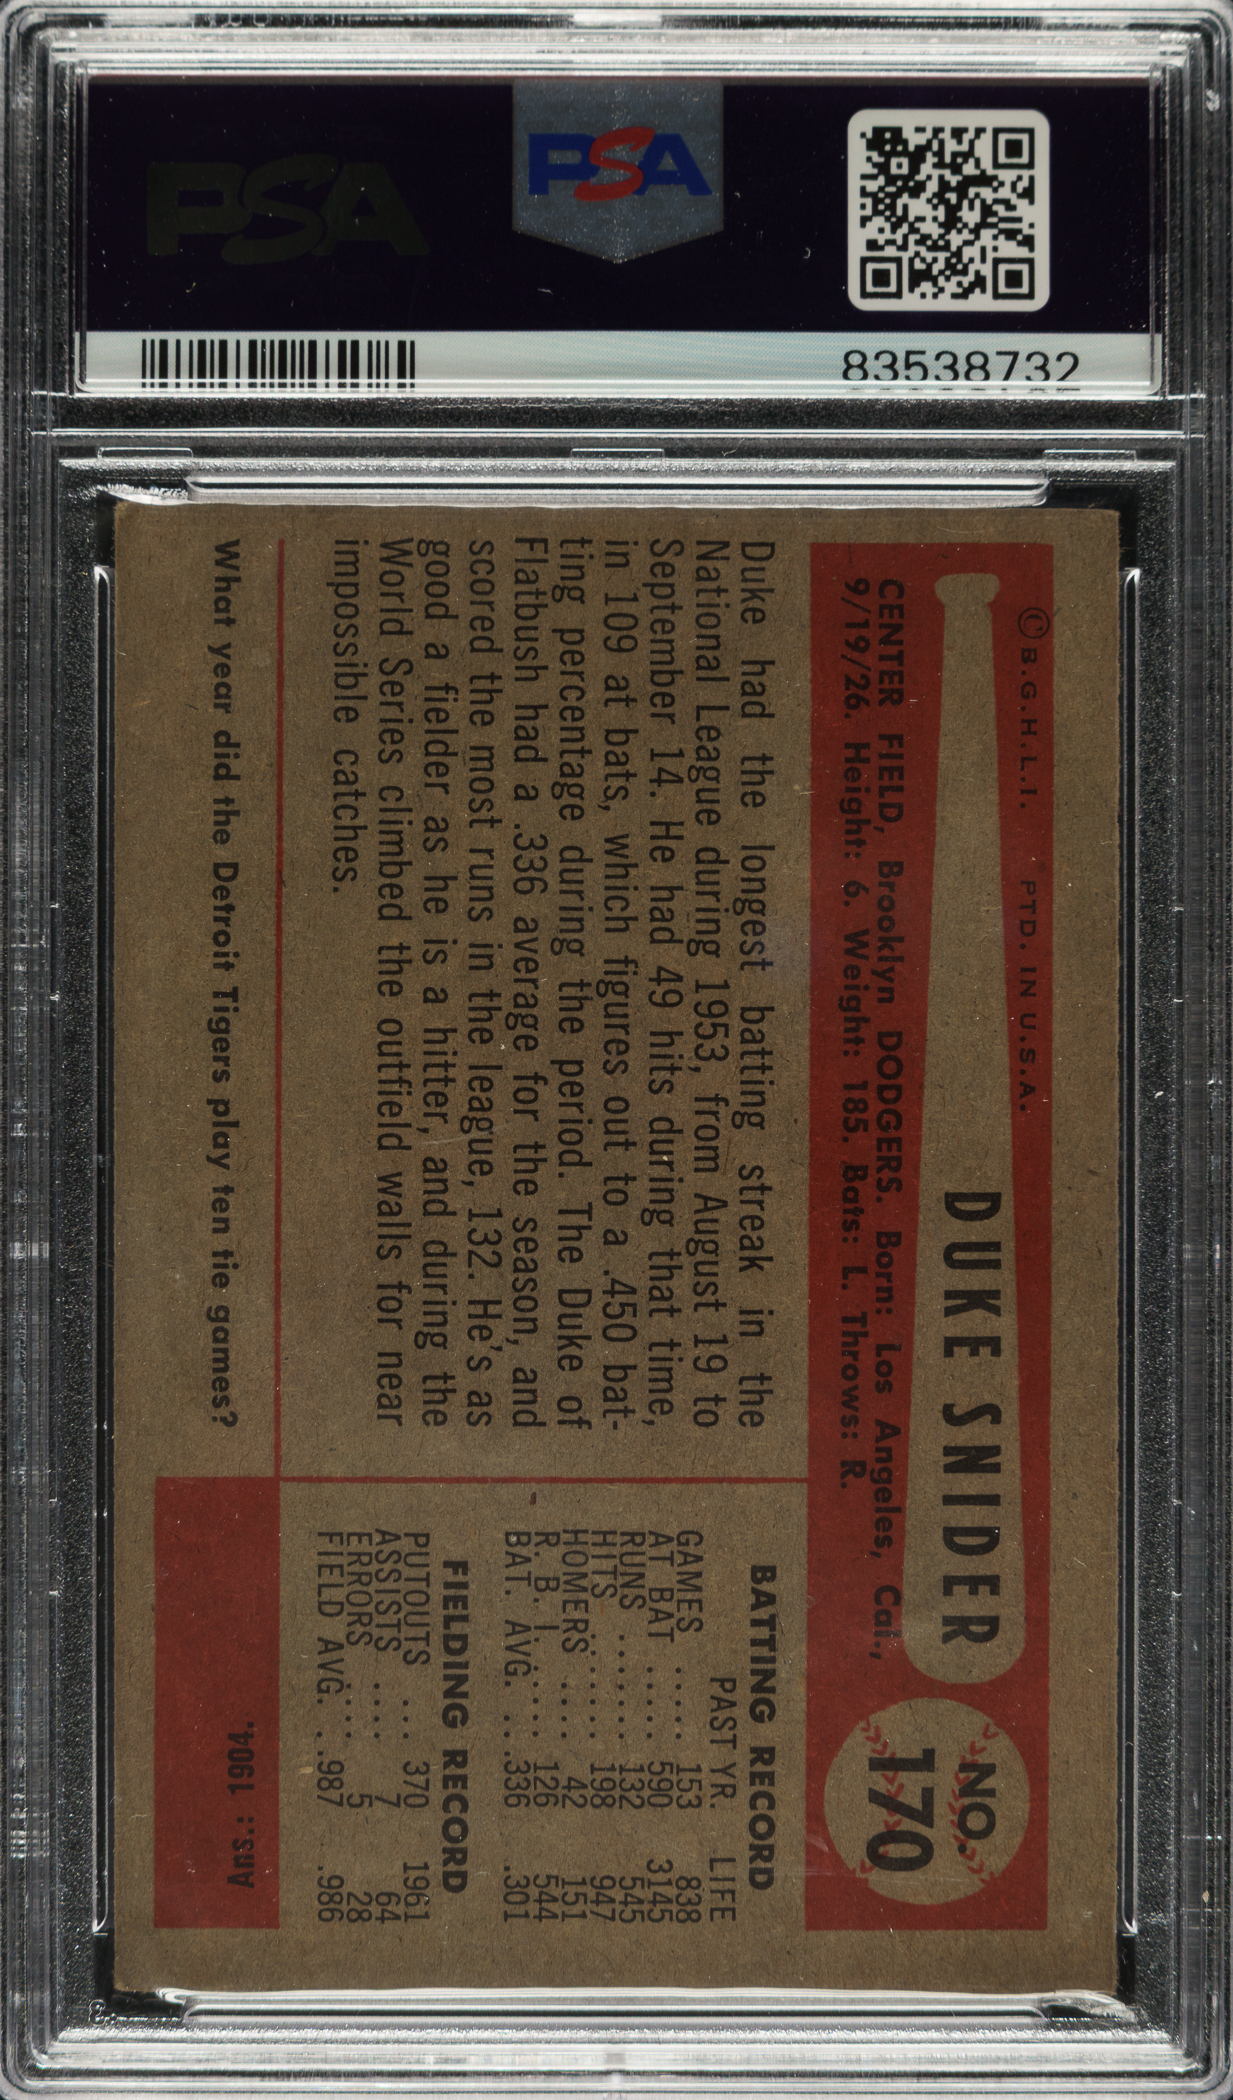 PSA
PSA
83538732
© B.G.H.L.I. PTD. IN U.S.A.
DUKE SNIDER
NO.
170
CENTER FIELD, Brooklyn DODGERS. Born: Los Angeles, Cal.,
9/19/26. Height: 6. Weight: 185. Bats: L. Throws: R.
Duke had the longest batting streak in the
National League during 1953, from August 19 to
September 14. He had 49 hits during that time,
in 109 at bats, which figures out to a .450 bat-
ting percentage during the period. The Duke of
Flatbush had a .336 average for the season, and
scored the most runs in the league, 132. He's as
good a fielder as he is a hitter, and during the
World Series climbed the outfield walls for near
impossible catches.
BATTING RECORD
PAST YR. LIFE
GAMES ..... 153 838
AT BAT ..... 590 3145
RUNS ...... 132 545
HITS ...... 198 947
HOMERS .... 42 151
R. B. I. .... 126 544
BAT. AVG. ...336 .301
FIELDING RECORD
PUTOUTS ... 370 1961
ASSISTS .... 7 64
ERRORS .... 5 28
FIELD AVG. ..987 .986
What year did the Detroit Tigers play ten tie games?
Ans.: 1904.